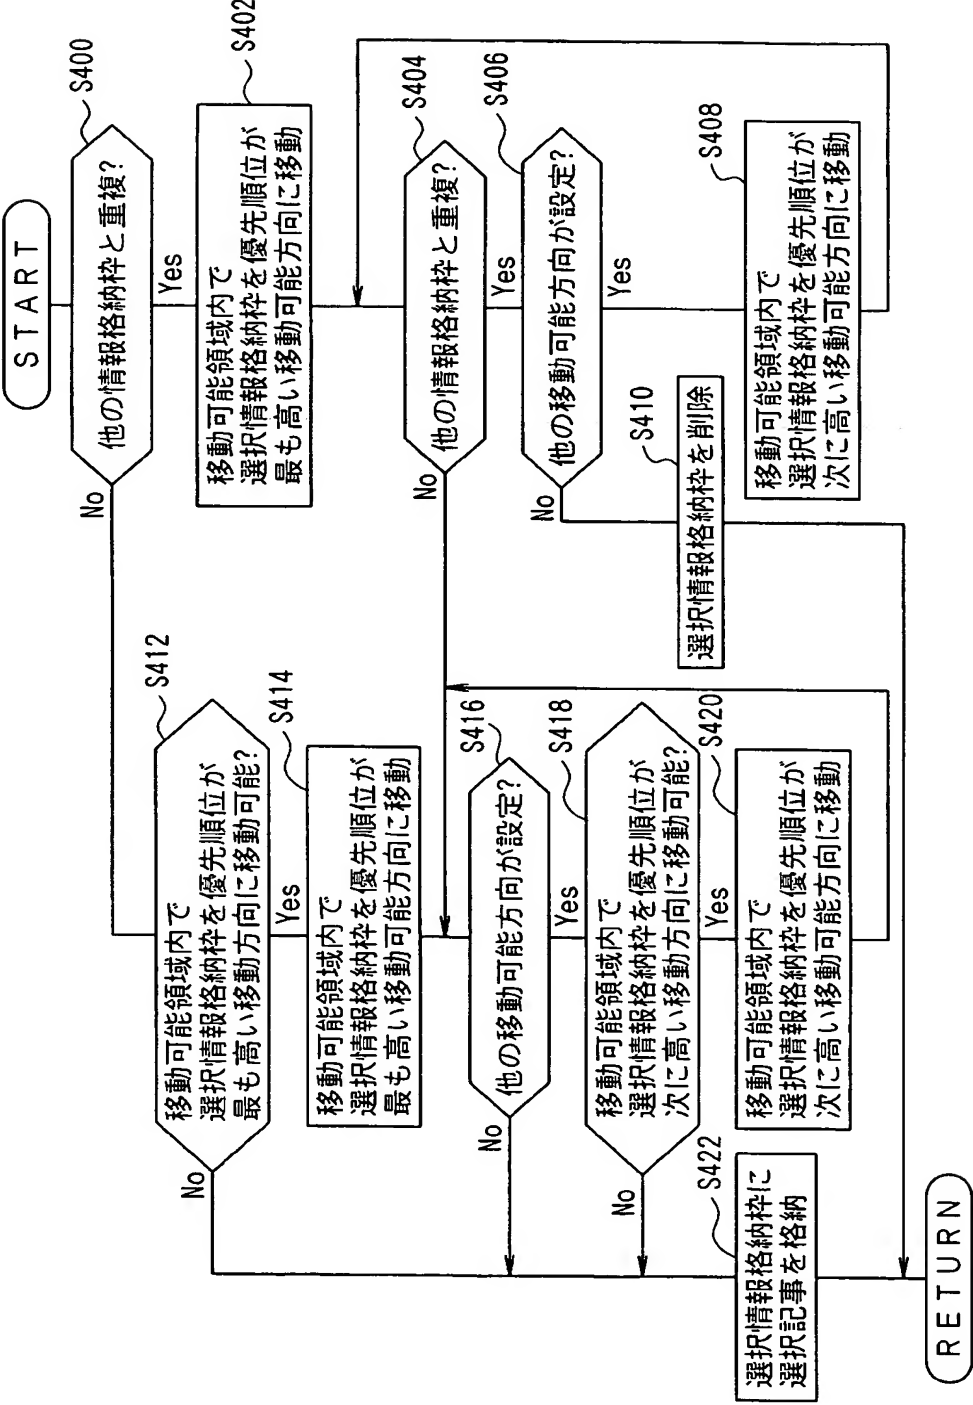 START
S400
他の情報格納枠と重複?
No
Yes
S402
移動可能領域内で
選択情報格納枠を優先順位が
最も高い移動可能方向に移動
S404
他の情報格納枠と重複?
No
Yes
S406
他の移動可能方向が設定?
No
Yes
S408
移動可能領域内で
選択情報格納枠を優先順位が
次に高い移動可能方向に移動
S410
選択情報格納枠を削除
S412
移動可能領域内で
選択情報格納枠を優先順位が
最も高い移動方向に移動可能?
No
Yes
S414
移動可能領域内で
選択情報格納枠を優先順位が
最も高い移動可能方向に移動
S416
他の移動可能方向が設定?
No
Yes
S418
移動可能領域内で
選択情報格納枠を優先順位が
次に高い移動方向に移動可能?
No
Yes
S420
移動可能領域内で
選択情報格納枠を優先順位が
次に高い移動可能方向に移動
S422
選択情報格納枠に
選択記事を格納
RETURN